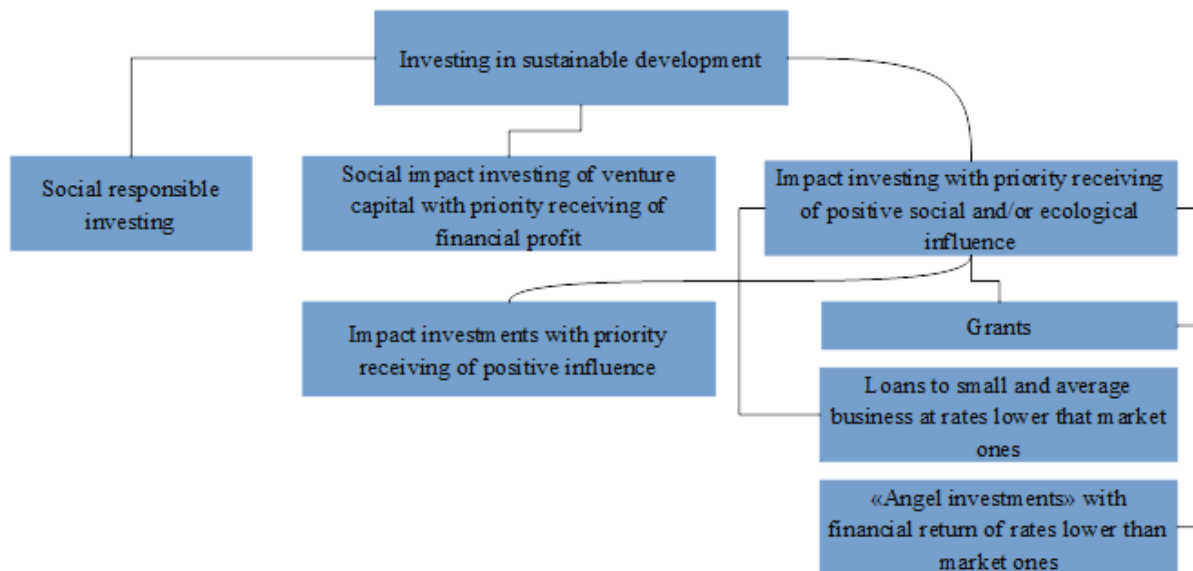 Investing in sustainable development
Social responsible
investing
Social impact investing of venture
capital with priority receiving of
financial profit
Impact investing with priority receiving
of positive social and/or ecological
influence
Impact investments with priority
receiving of positive influence
Grants
Loans to small and average
business at rates lower that market
ones
«Angel investments» with
financial return of rates lower than
market ones